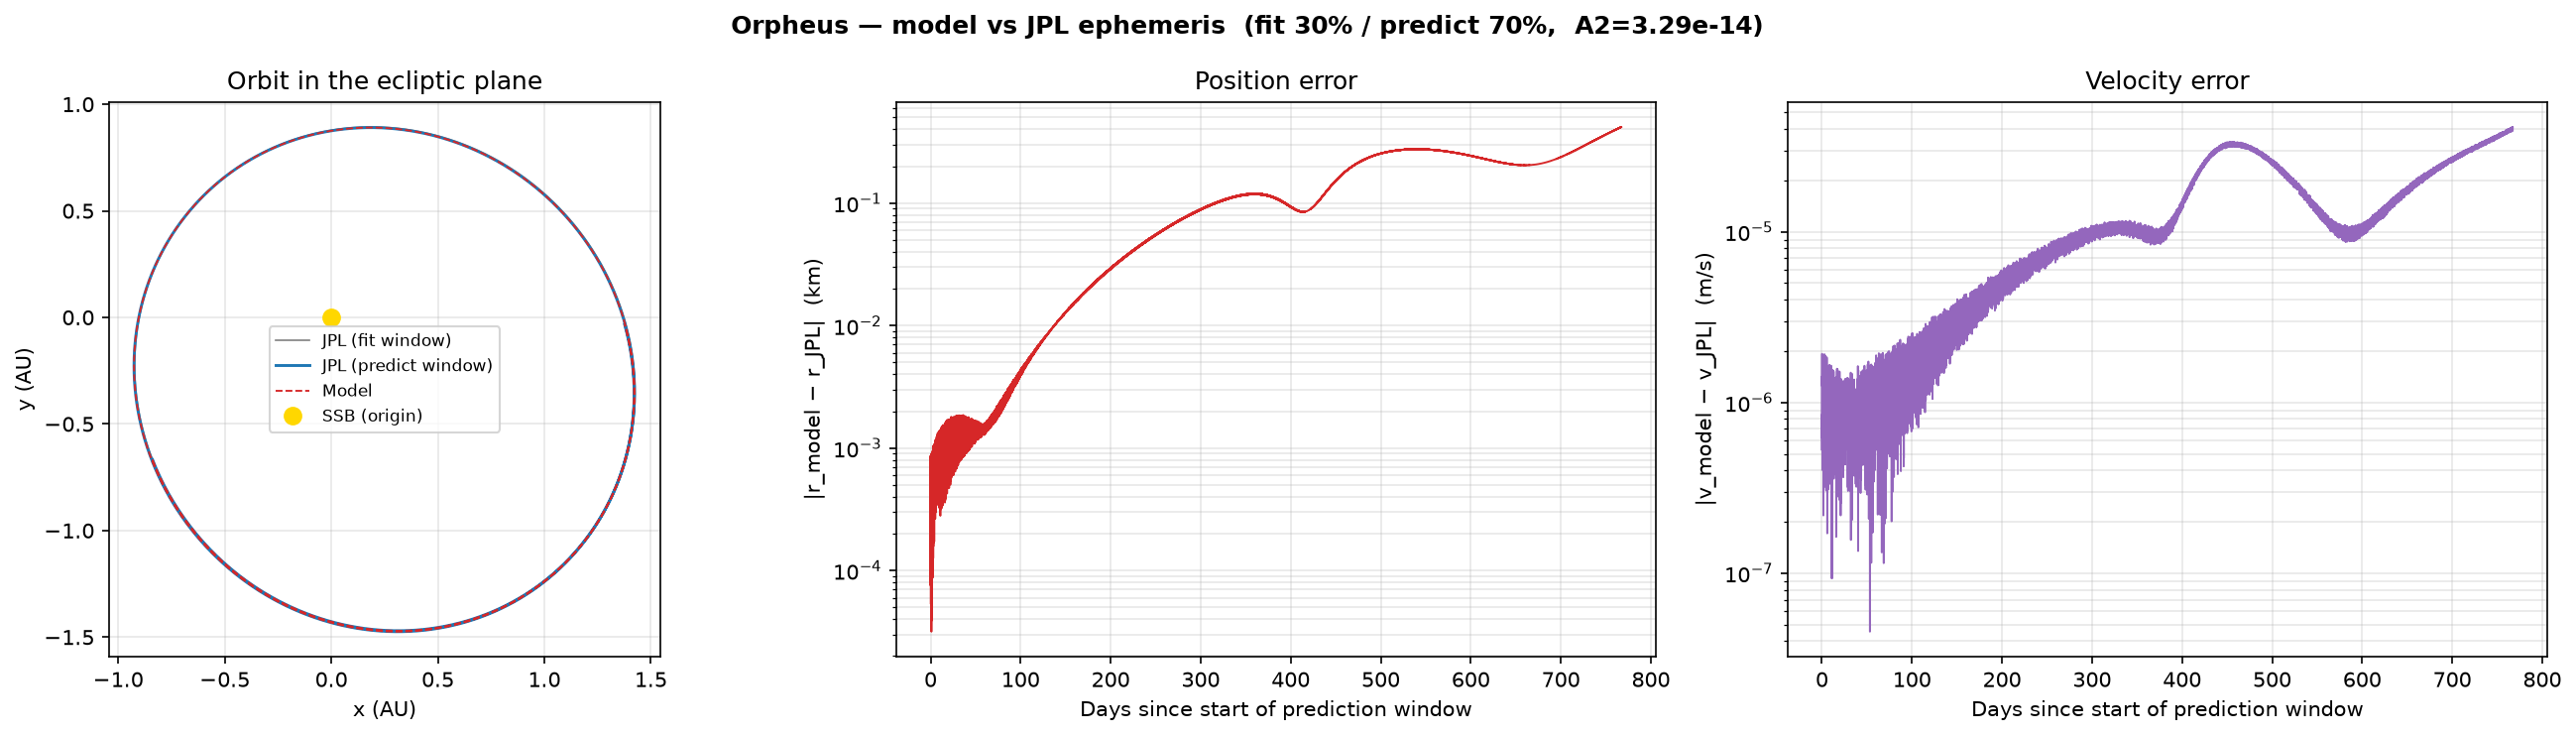 Orpheus — model vs JPL ephemeris (fit 30% / predict 70%, A2=3.29e-14)
Orbit in the ecliptic plane
1.0
0.5
0.0
−0.5
−1.0
−1.5
y (AU)
JPL (fit window)
JPL (predict window)
Model
SSB (origin)
−1.0 −0.5 0.0 0.5 1.0 1.5
x (AU)
Position error
10⁻¹
10⁻²
10⁻³
10⁻⁴
|r_model − r_JPL| (km)
0 100 200 300 400 500 600 700 800
Days since start of prediction window
Velocity error
10⁻⁵
10⁻⁶
10⁻⁷
|v_model − v_JPL| (m/s)
0 100 200 300 400 500 600 700 800
Days since start of prediction window